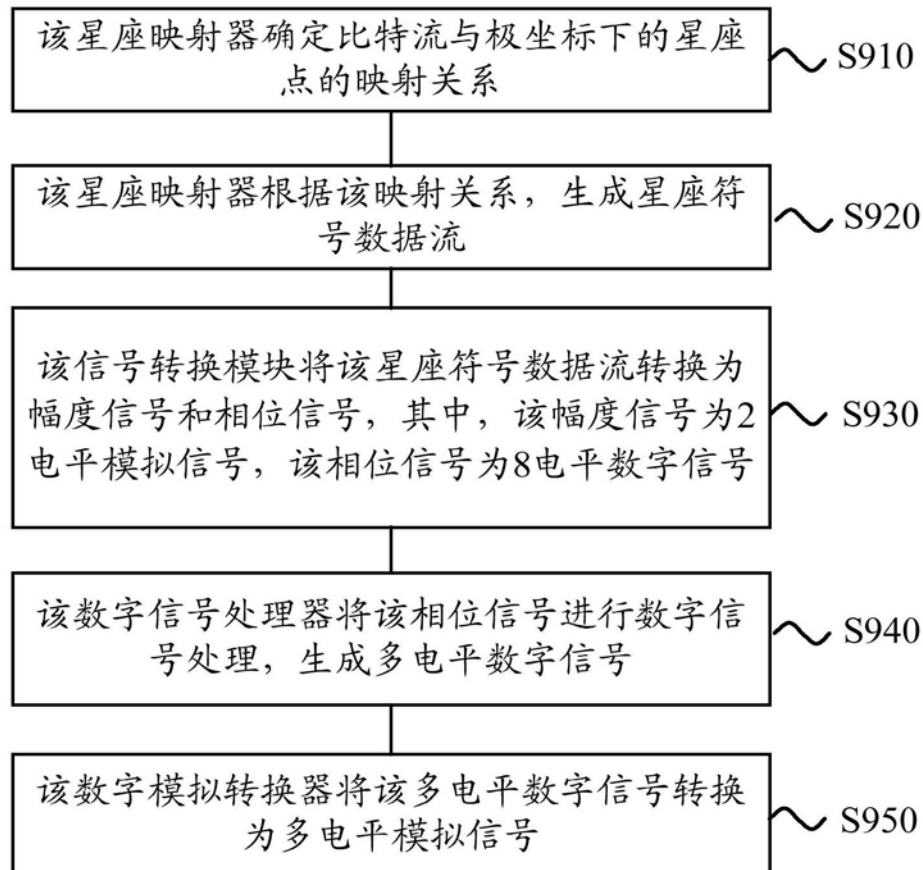 该星座映射器确定比特流与极坐标下的星座
点的映射关系
S910
该星座映射器根据该映射关系，生成星座符
号数据流
S920
该信号转换模块将该星座符号数据流转换为
幅度信号和相位信号，其中，该幅度信号为2
电平模拟信号，该相位信号为8电平数字信号
S930
该数字信号处理器将该相位信号进行数字信
号处理，生成多电平数字信号
S940
该数字模拟转换器将该多电平数字信号转换
为多电平模拟信号
S950